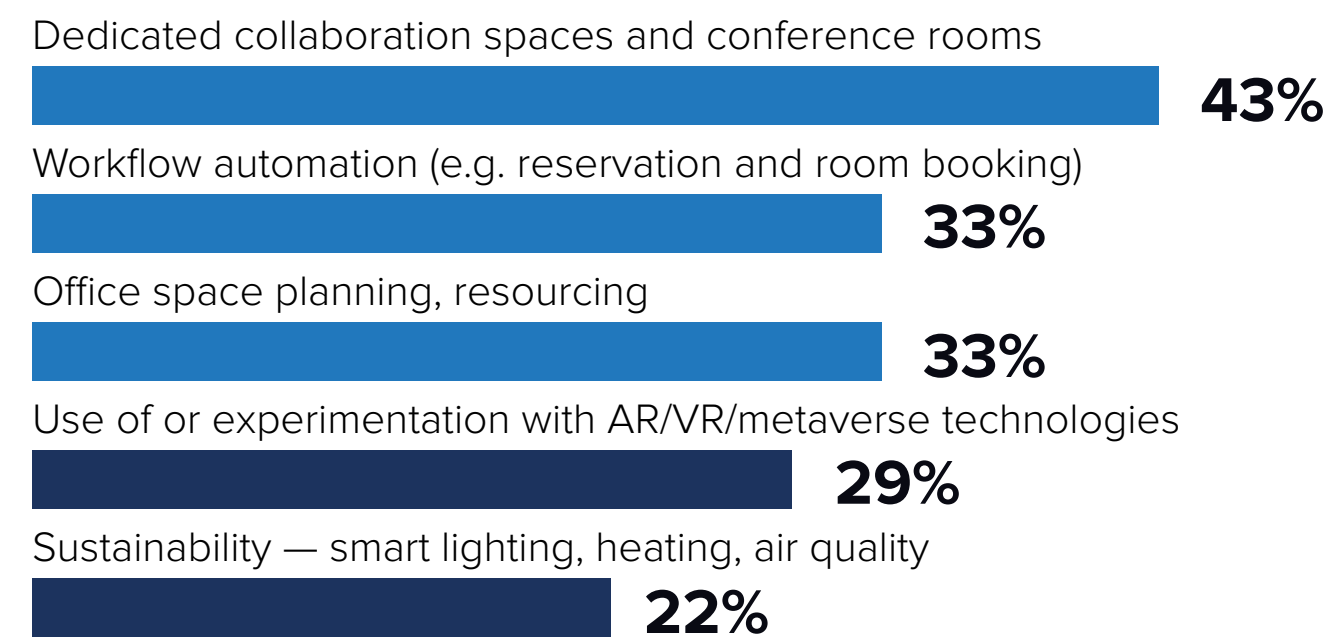 Dedicated collaboration spaces and conference rooms
43%
Workflow automation (e.g. reservation and room booking)
33%
Office space planning, resourcing
33%
Use of or experimentation with AR/VR/metaverse technologies
29%
Sustainability — smart lighting, heating, air quality
22%